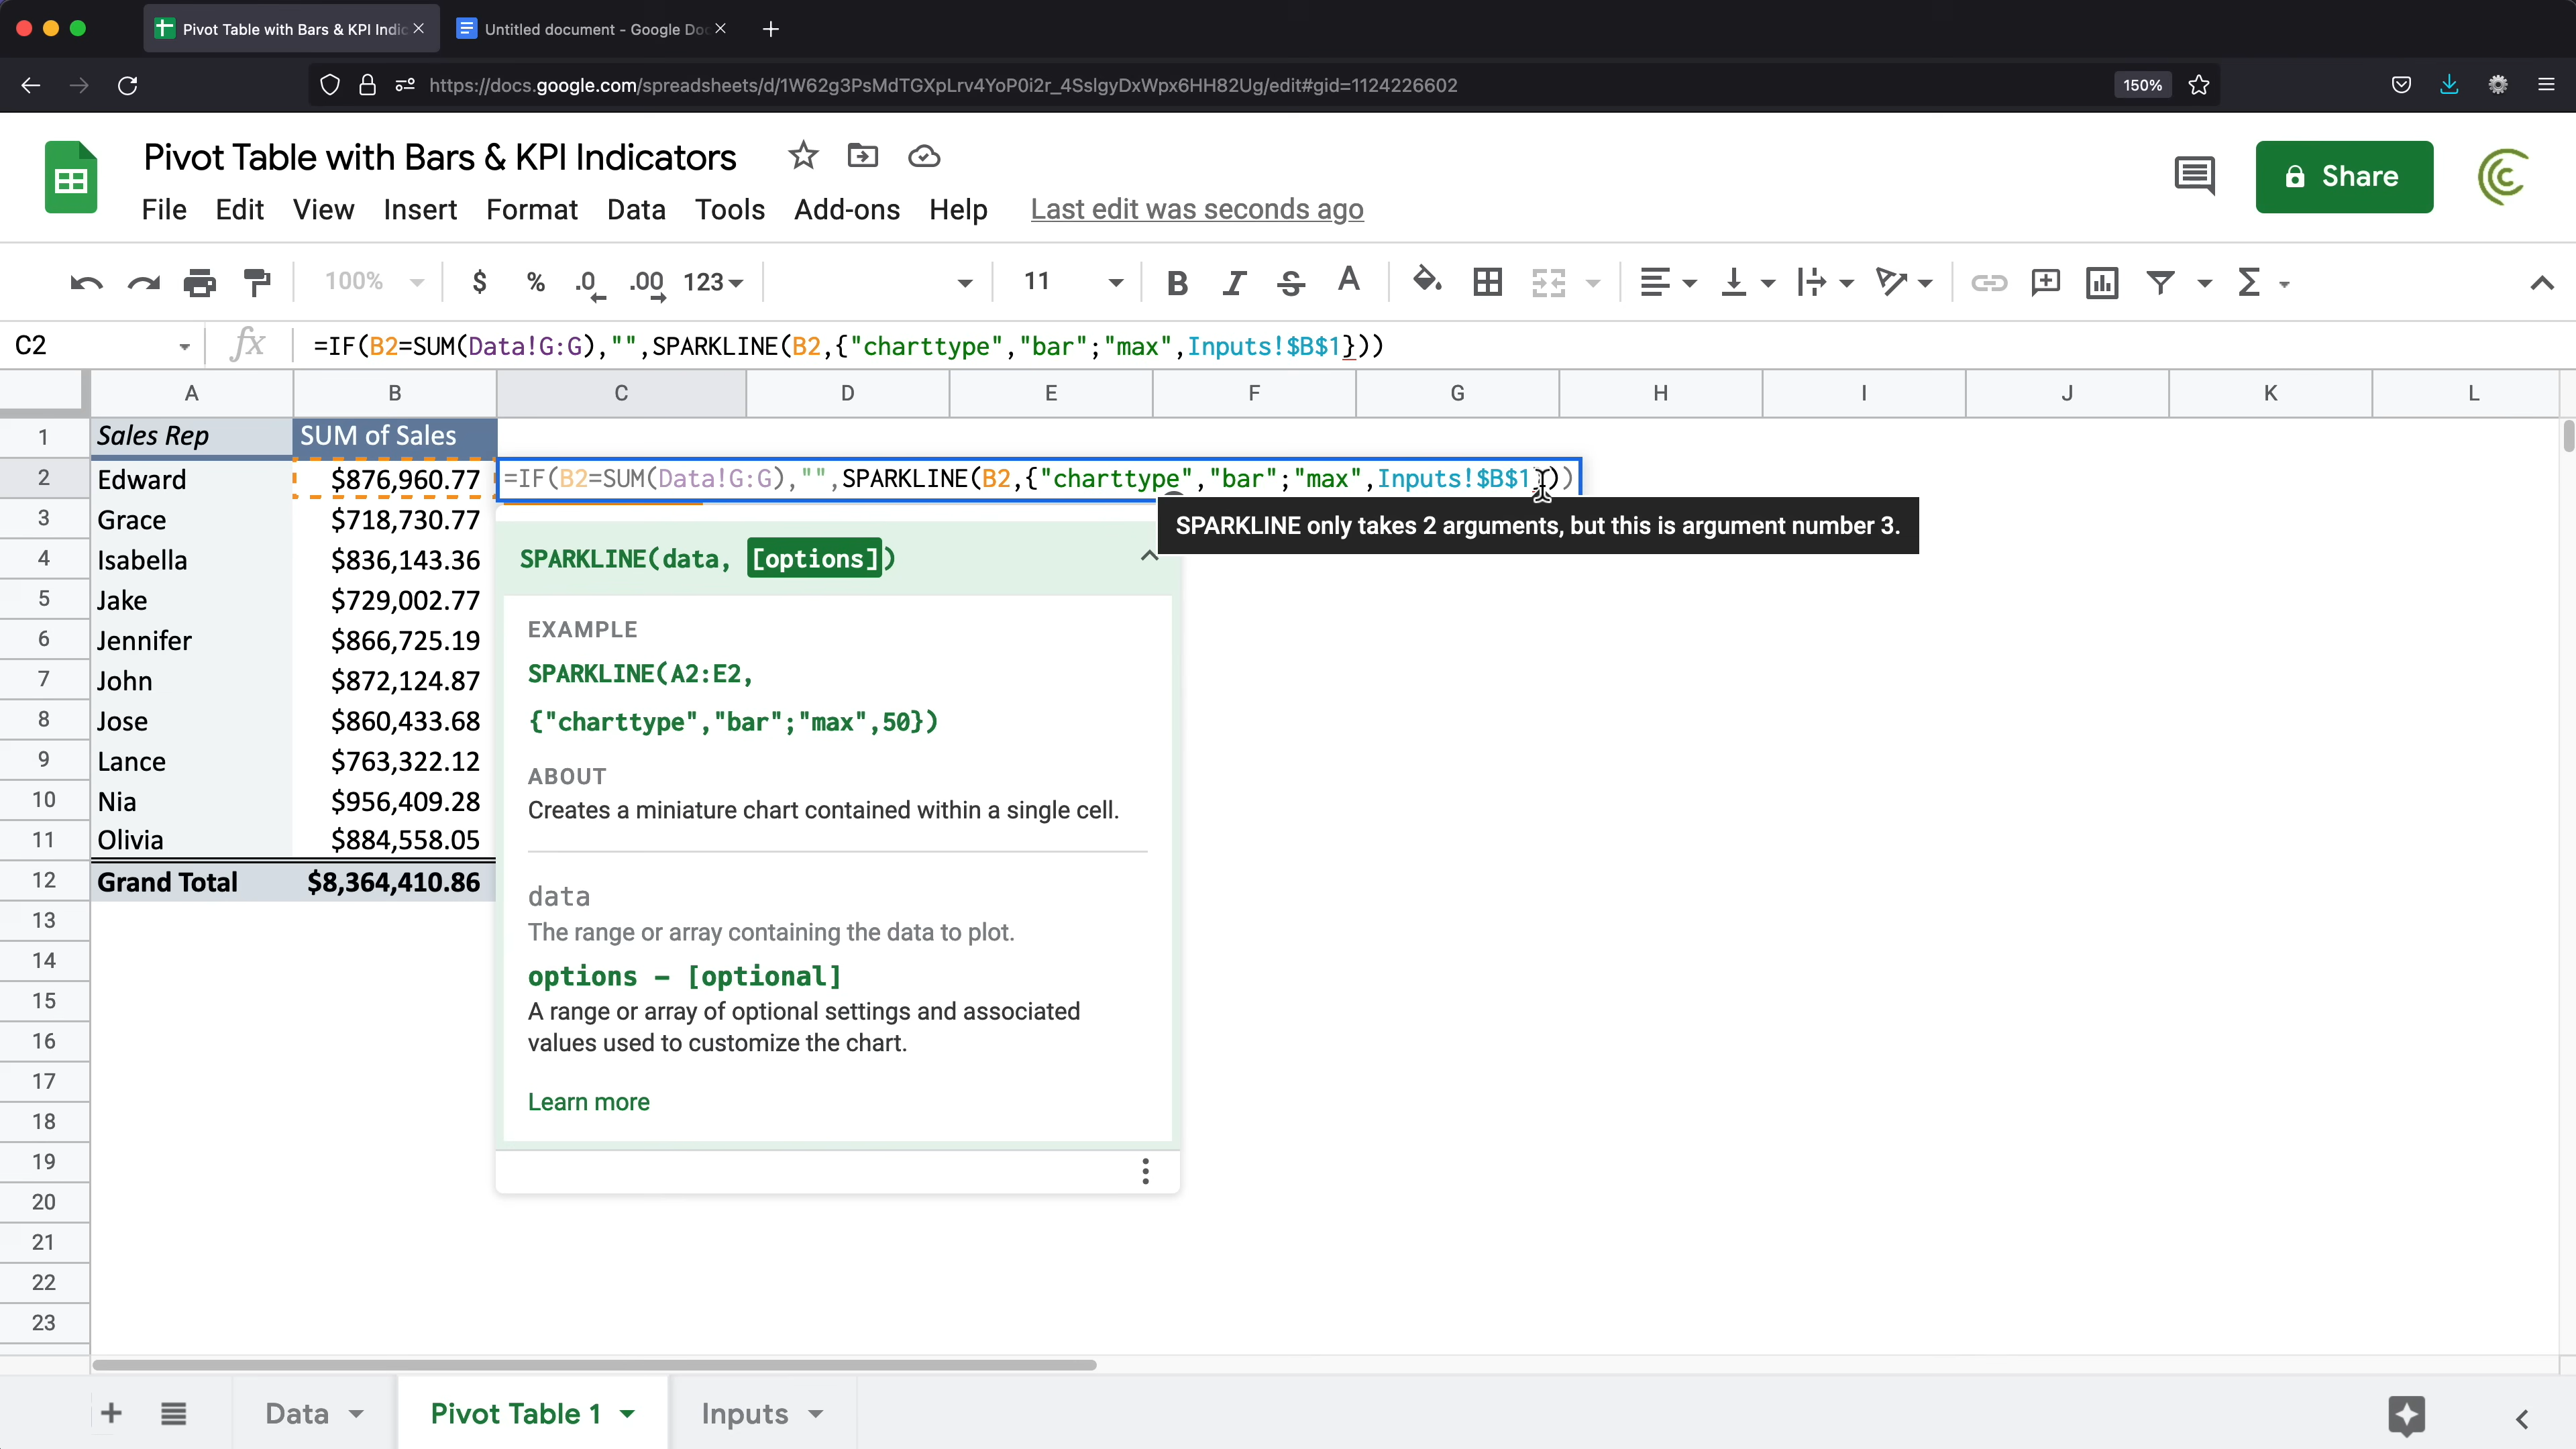 Pivot Table with Bars & KPI Indic
Untitled document - Google Doc
https://docs.google.com/spreadsheets/d/1W62g3PsMdTGXpLrv4YoP0i2r_4SslgyDxWpx6HH82Ug/edit#gid=1124226602
150%
Pivot Table with Bars & KPI Indicators
File Edit View Insert Format Data Tools Add-ons Help Last edit was seconds ago
Share
100% $ % .0 .00 123 11 B I S A
C2 fx =IF(B2=SUM(Data!G:G),"",SPARKLINE(B2,{"charttype","bar";"max",Inputs!$B$1}))
A B C D E F G H I J K L
1 Sales Rep SUM of Sales
2 Edward $876,960.77 =IF(B2=SUM(Data!G:G),"",SPARKLINE(B2,{"charttype","bar";"max",Inputs!$B$1}))
SPARKLINE only takes 2 arguments, but this is argument number 3.
3 Grace $718,730.77
4 Isabella $836,143.36
5 Jake $729,002.77
6 Jennifer $866,725.19
7 John $872,124.87
8 Jose $860,433.68
9 Lance $763,322.12
10 Nia $956,409.28
11 Olivia $884,558.05
12 Grand Total $8,364,410.86
13
14
15
16
17
18
19
20
21
22
23
SPARKLINE(data, [options])
EXAMPLE
SPARKLINE(A2:E2,
{"charttype","bar";"max",50})
ABOUT
Creates a miniature chart contained within a single cell.
data
The range or array containing the data to plot.
options – [optional]
A range or array of optional settings and associated
values used to customize the chart.
Learn more
Data Pivot Table 1 Inputs